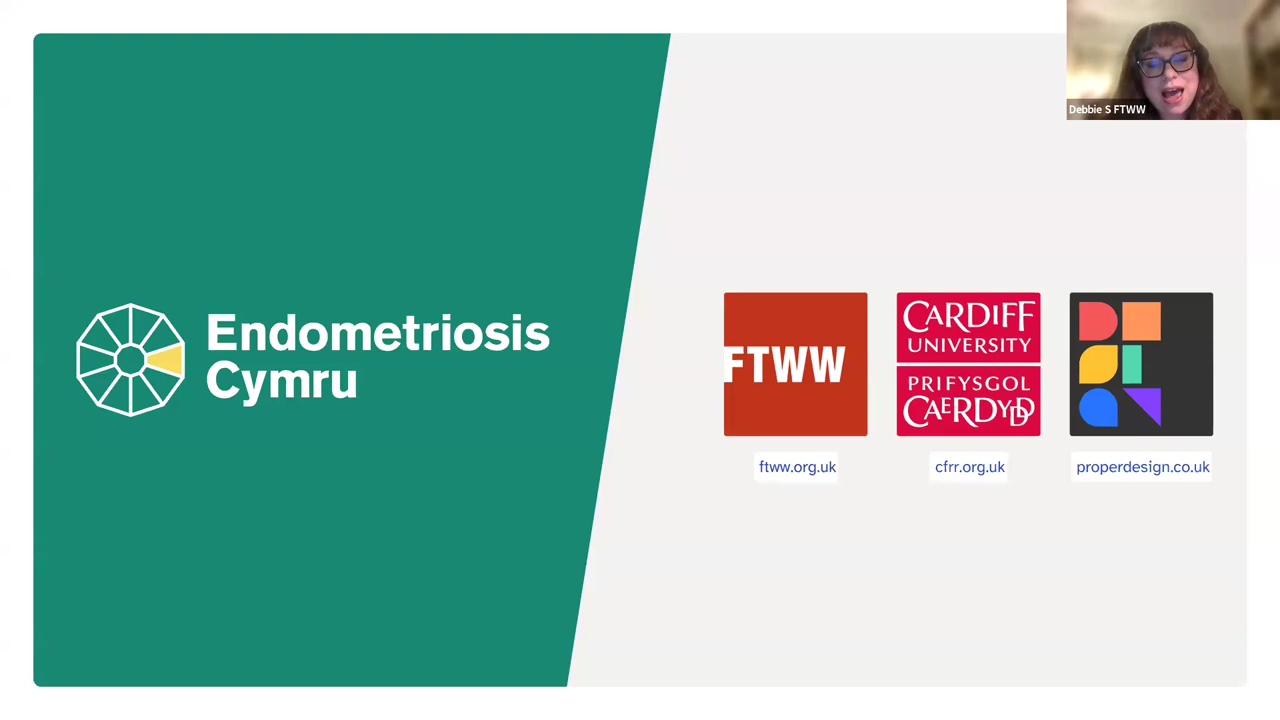 Debbie S FTWW
Endometriosis
Cymru
FTWW
CARDIFF
UNIVERSITY
PRIFYSGOL
CAERDYDD
ftww.org.uk
cfrr.org.uk
properdesign.co.uk